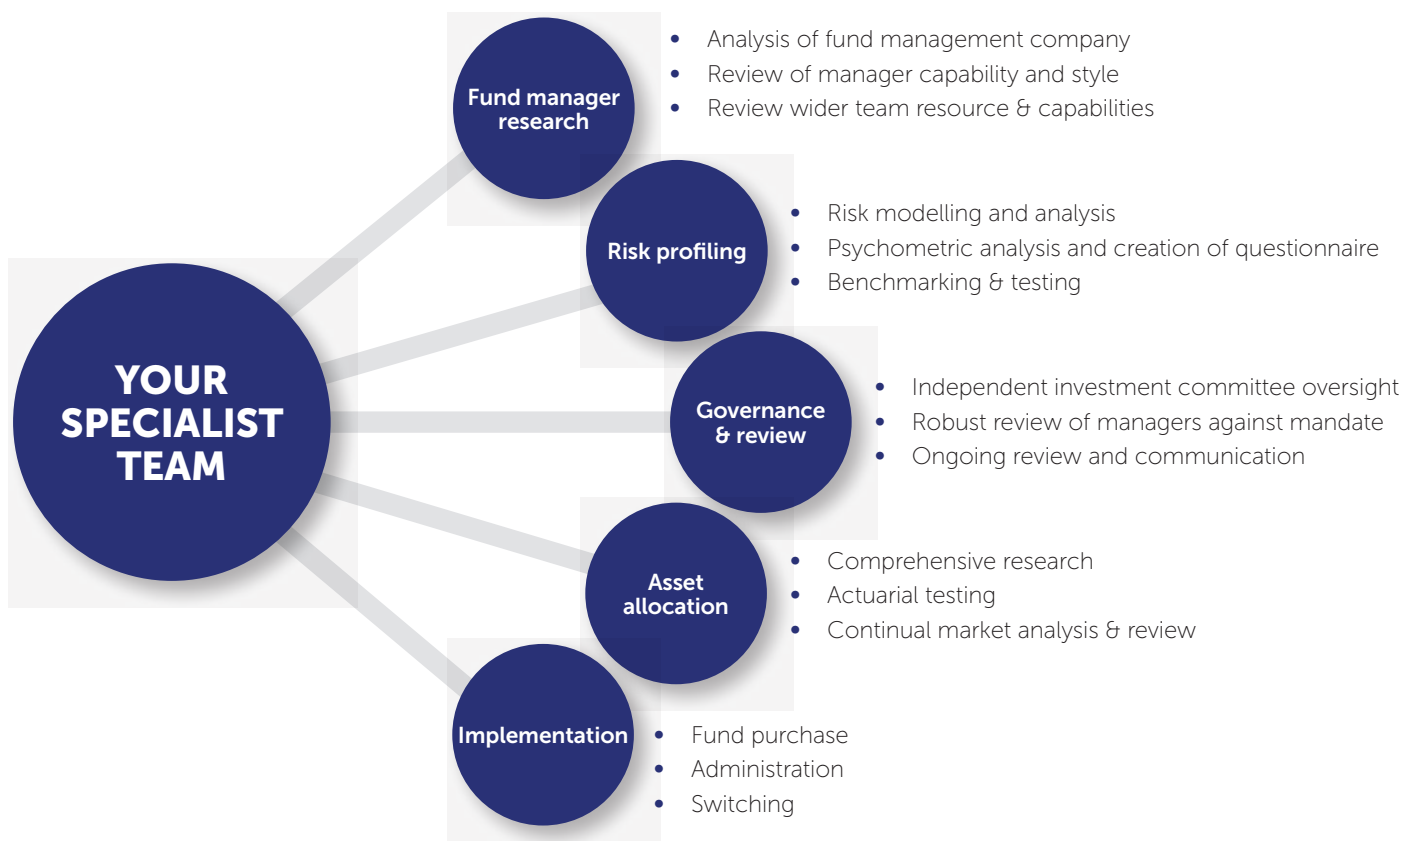 YOUR
SPECIALIST
TEAM
Fund manager
research
• Analysis of fund management company
• Review of manager capability and style
• Review wider team resource & capabilities
Risk profiling
• Risk modelling and analysis
• Psychometric analysis and creation of questionnaire
• Benchmarking & testing
Governance
& review
• Independent investment committee oversight
• Robust review of managers against mandate
• Ongoing review and communication
Asset
allocation
• Comprehensive research
• Actuarial testing
• Continual market analysis & review
Implementation
• Fund purchase
• Administration
• Switching